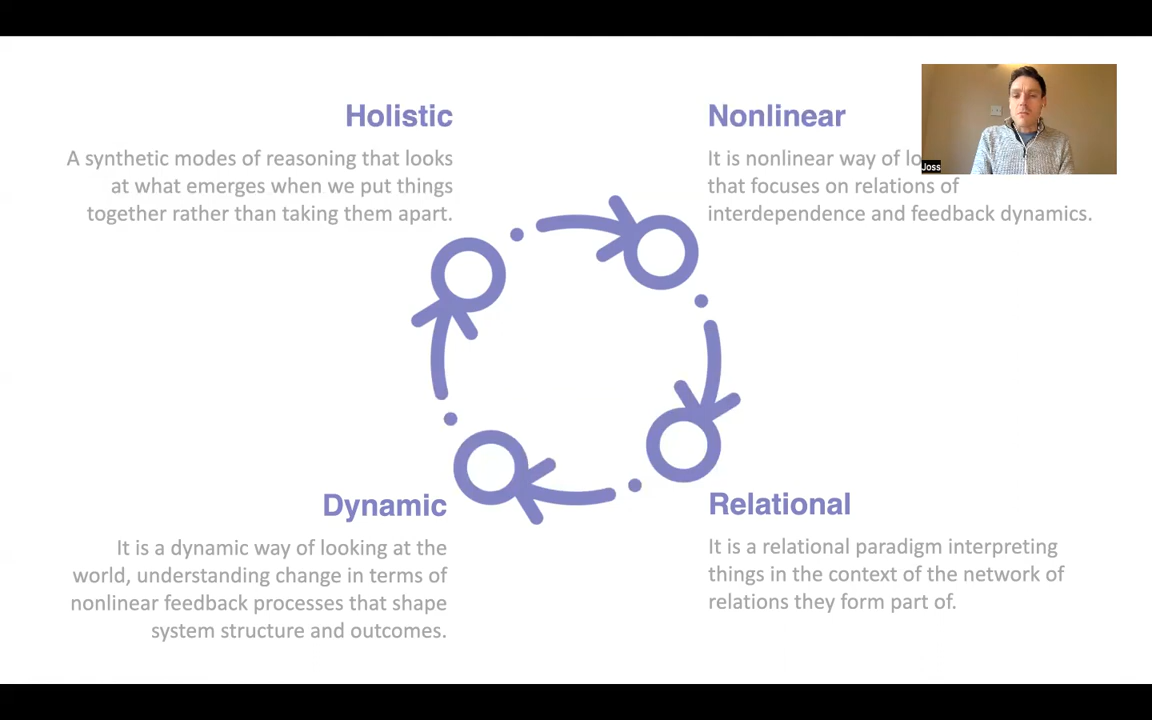 Holistic
A synthetic modes of reasoning that looks
at what emerges when we put things
together rather than taking them apart.
Nonlinear
It is nonlinear way of
that focuses on relations of
interdependence and feedback dynamics.
Joss
Dynamic
It is a dynamic way of looking at the
world, understanding change in terms of
nonlinear feedback processes that shape
system structure and outcomes.
Relational
It is a relational paradigm interpreting
things in the context of the network of
relations they form part of.